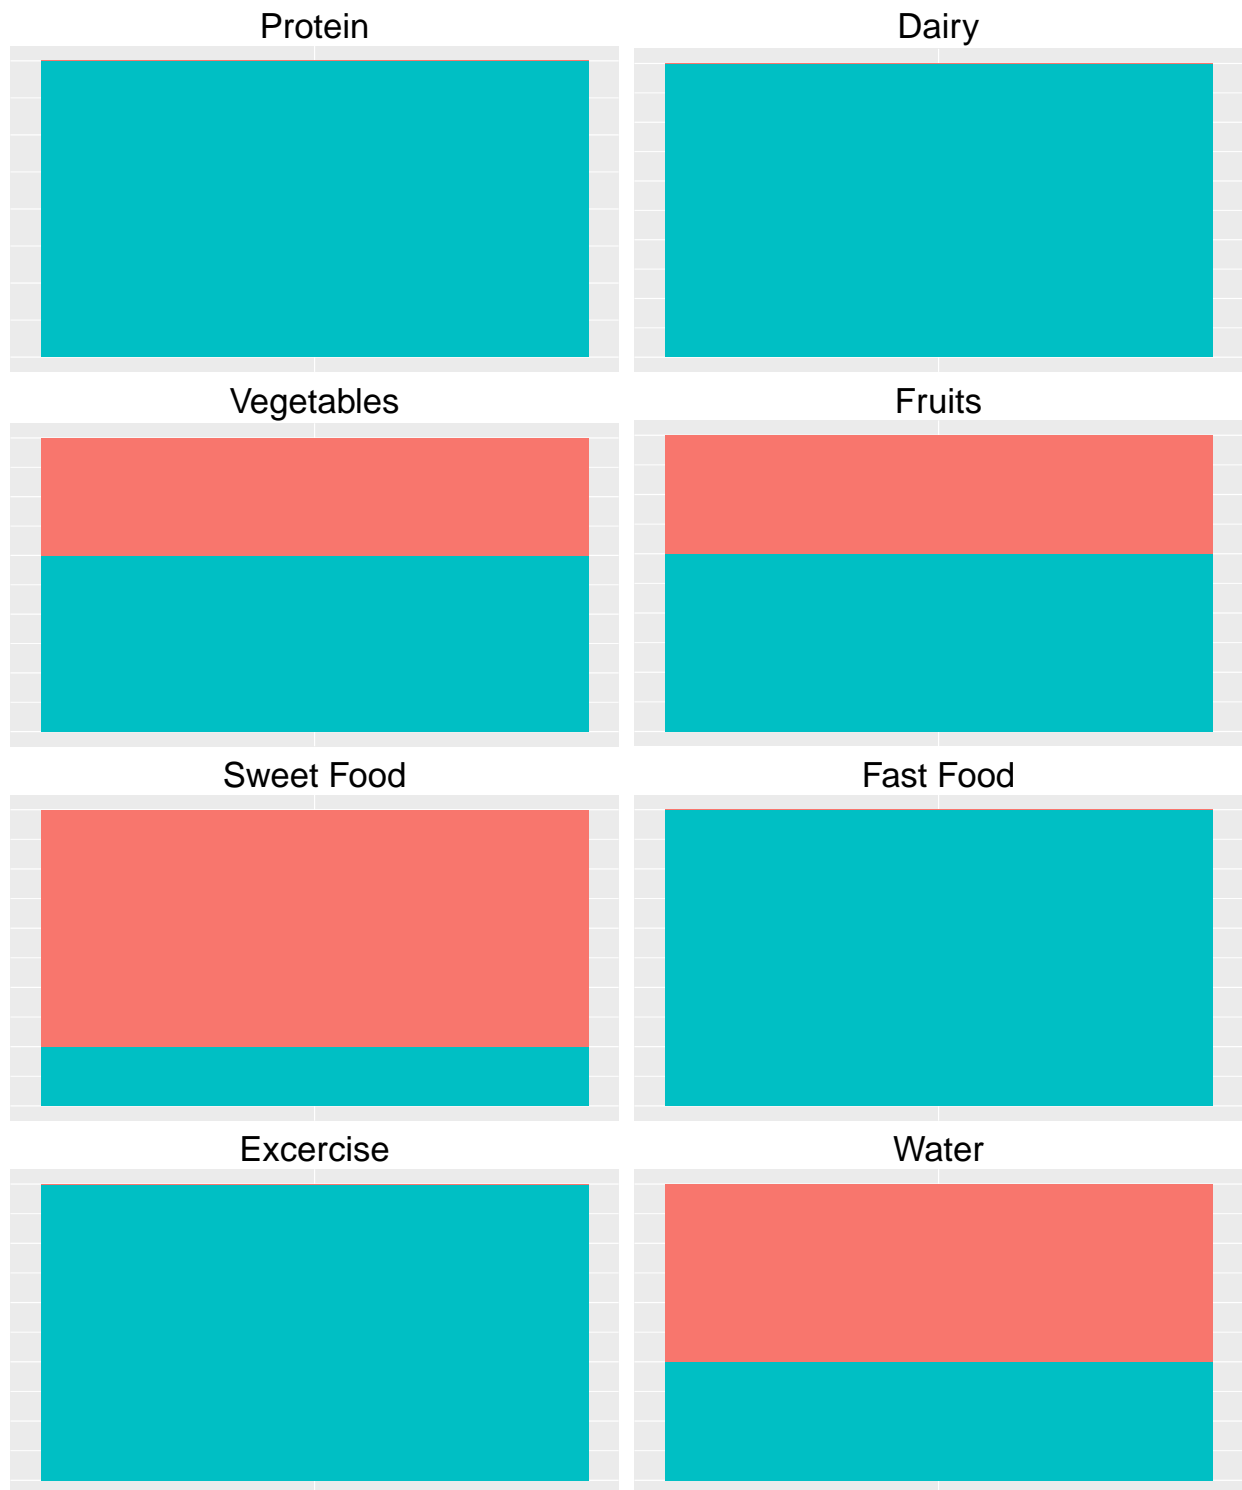 Protein
Dairy
Vegetables
Fruits
Sweet Food
Fast Food
Excercise
Water